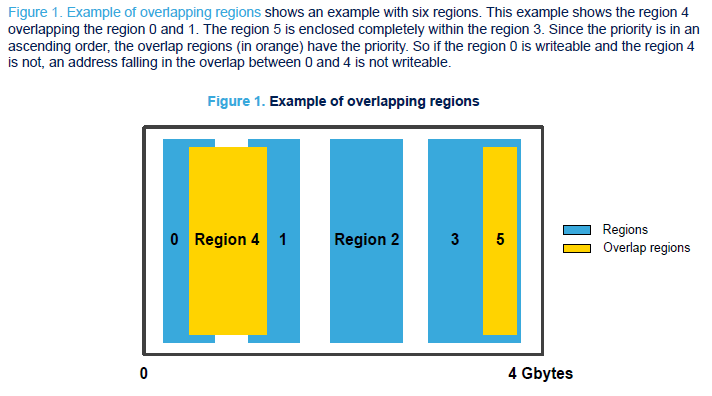 Figure 1. Example of overlapping regions shows an example with six regions. This example shows the region 4
overlapping the region 0 and 1. The region 5 is enclosed completely within the region 3. Since the priority is in an
ascending order, the overlap regions (in orange) have the priority. So if the region 0 is writeable and the region 4
is not, an address falling in the overlap between 0 and 4 is not writeable.
Figure 1. Example of overlapping regions
0 Region 4 1 Region 2 3 5
Regions
Overlap regions
0 4 Gbytes